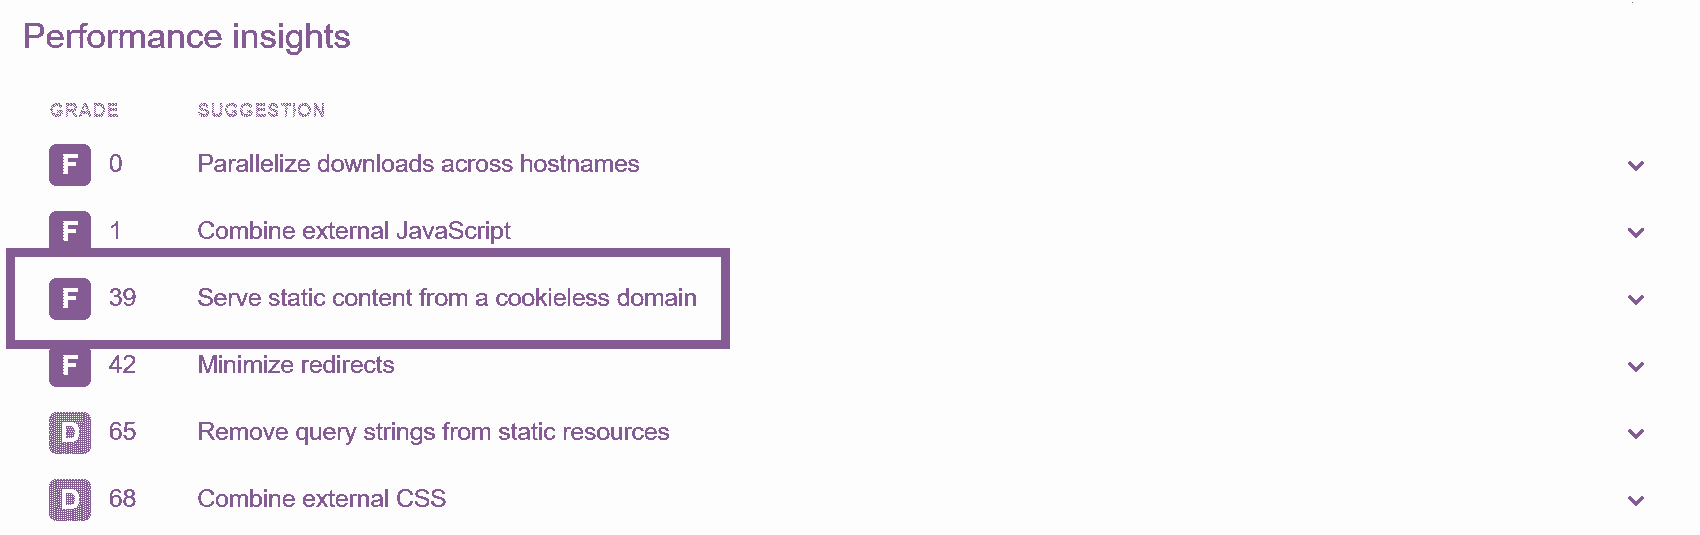 Performance insights
GRADE SUGGESTION
F 0 Parallelize downloads across hostnames
F 1 Combine external JavaScript
F 39 Serve static content from a cookieless domain
F 42 Minimize redirects
D 65 Remove query strings from static resources
D 68 Combine external CSS